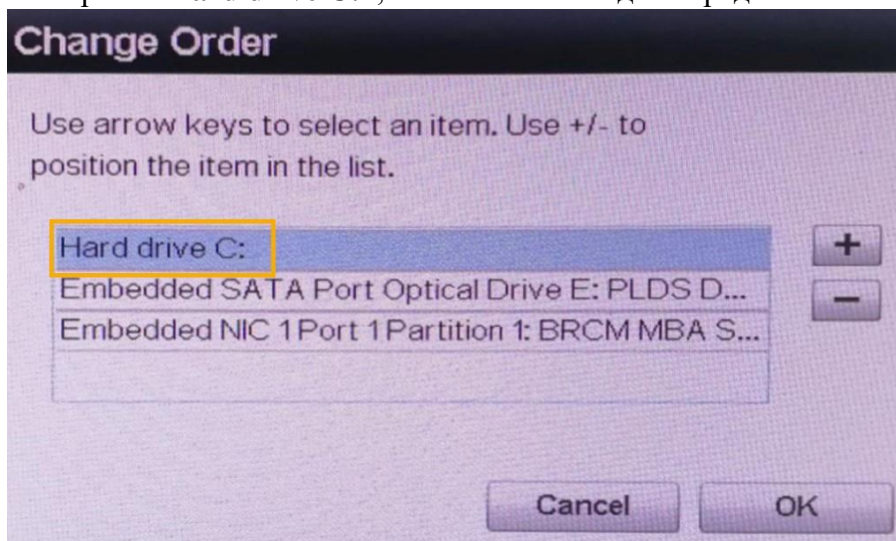 Change Order
Use arrow keys to select an item. Use +/- to
position the item in the list.
Hard drive C:
+
Embedded SATA Port Optical Drive E: PLDS D...
−
Embedded NIC 1 Port 1 Partition 1: BRCM MBA S...
Cancel
OK